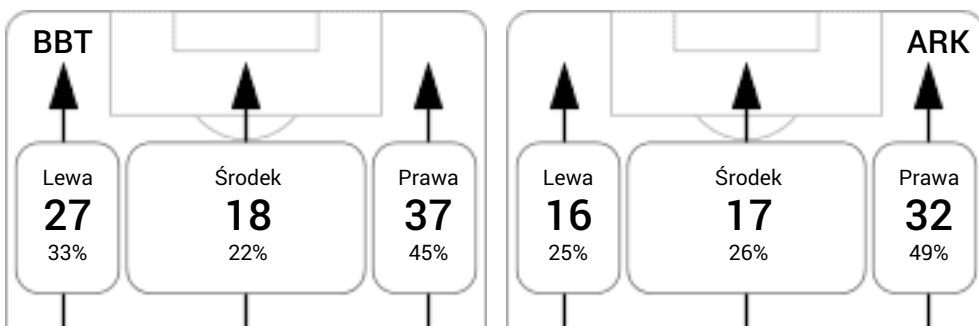 BBT
Lewa
27
33%
Środek
18
22%
Prawa
37
45%
ARK
Lewa
16
25%
Środek
17
26%
Prawa
32
49%